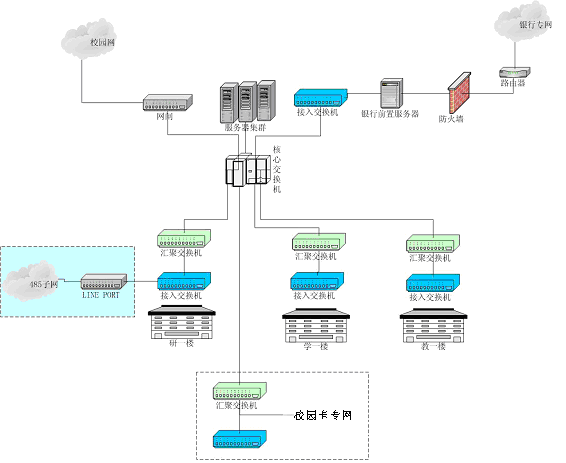 校园网
银行专网
路由器
网闸
服务器集群
接入交换机
银行前置服务器
防火墙
核心交换机
汇聚交换机
汇聚交换机
汇聚交换机
485子网
LINE PORT
接入交换机
接入交换机
接入交换机
研一楼
学一楼
教一楼
汇聚交换机
校园卡专网